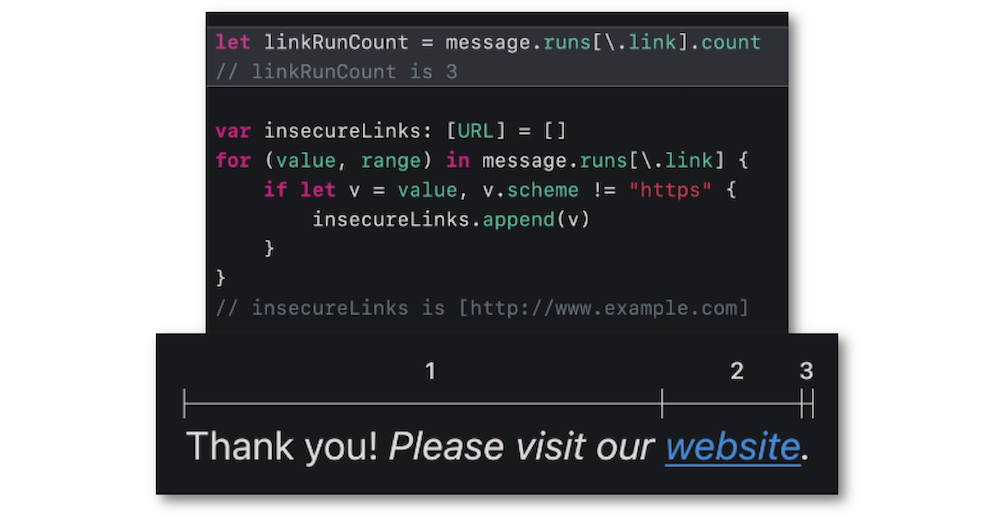 let linkRunCount = message.runs[\.link].count
// linkRunCount is 3
var insecureLinks: [URL] = []
for (value, range) in message.runs[\.link] {
    if let v = value, v.scheme != "https" {
        insecureLinks.append(v)
    }
}
// insecureLinks is [http://www.example.com]
1 2 3
Thank you! Please visit our website.